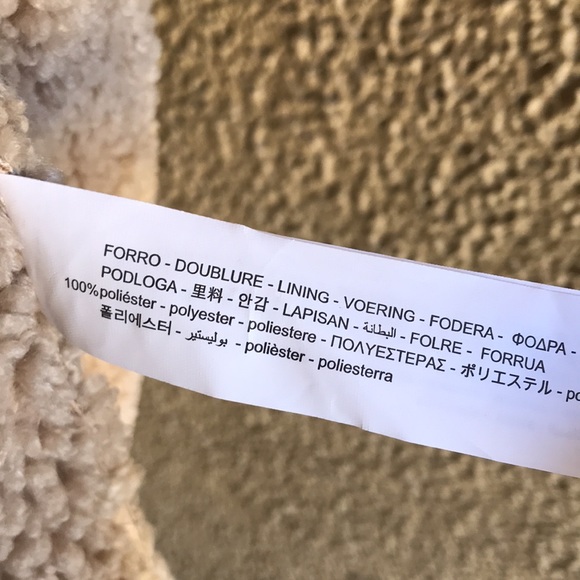 FORRO - DOUBLURE - LINING - VOERING - FODERA - ΦΟΔΡΑ -
PODLOGA - 里料 - 안감 - LAPISAN - البطانة - FOLRE - FORRUA
100%poliéster - polyester - poliestere - ΠΟΛΥΕΣΤΕΡΑΣ - ポリエステル - po
폴리에스터 - بوليستير - polièster - poliesterra